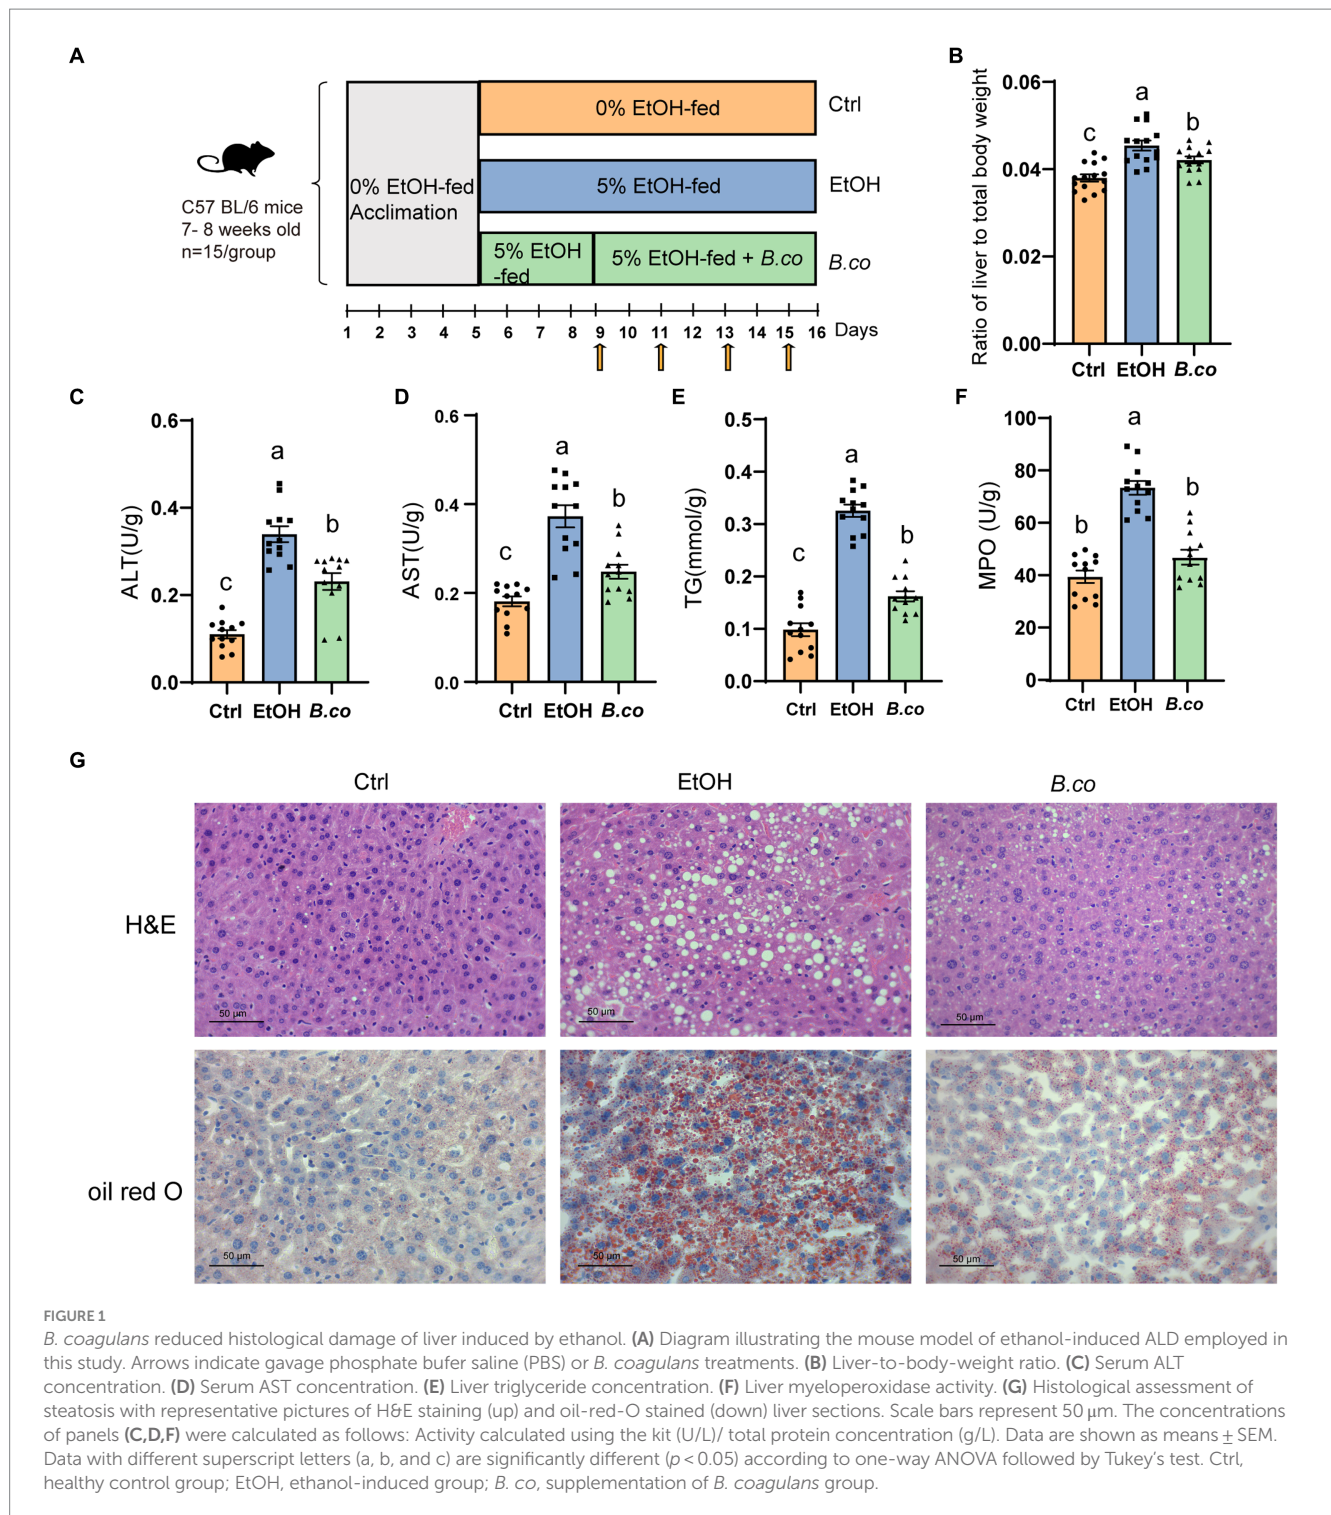 A
C57 BL/6 mice
7- 8 weeks old
n=15/group
0% EtOH-fed
Acclimation
0% EtOH-fed
Ctrl
5% EtOH-fed
EtOH
5% EtOH
-fed
5% EtOH-fed + B.co
B.co
1 2 3 4 5 6 7 8 9 10 11 12 13 14 15 16 Days
B
Ratio of liver to total body weight
0.06
0.04
0.02
0.00
c
a
b
Ctrl EtOH B.co
C
ALT(U/g)
0.6
0.4
0.2
0.0
c
a
b
Ctrl EtOH B.co
D
AST(U/g)
0.6
0.4
0.2
0.0
c
a
b
Ctrl EtOH B.co
E
TG(mmol/g)
0.5
0.4
0.3
0.2
0.1
0.0
c
a
b
Ctrl EtOH B.co
F
MPO (U/g)
100
80
60
40
20
0
b
a
b
Ctrl EtOH B.co
G
Ctrl EtOH B.co
H&E
50 µm 50 µm 50 µm
oil red O
50 µm 50 µm 50 µm
FIGURE 1
B. coagulans reduced histological damage of liver induced by ethanol. (A) Diagram illustrating the mouse model of ethanol-induced ALD employed in
this study. Arrows indicate gavage phosphate bufer saline (PBS) or B. coagulans treatments. (B) Liver-to-body-weight ratio. (C) Serum ALT
concentration. (D) Serum AST concentration. (E) Liver triglyceride concentration. (F) Liver myeloperoxidase activity. (G) Histological assessment of
steatosis with representative pictures of H&E staining (up) and oil-red-O stained (down) liver sections. Scale bars represent 50 μm. The concentrations
of panels (C,D,F) were calculated as follows: Activity calculated using the kit (U/L)/ total protein concentration (g/L). Data are shown as means ± SEM.
Data with different superscript letters (a, b, and c) are significantly different (p < 0.05) according to one-way ANOVA followed by Tukey's test. Ctrl,
healthy control group; EtOH, ethanol-induced group; B. co, supplementation of B. coagulans group.